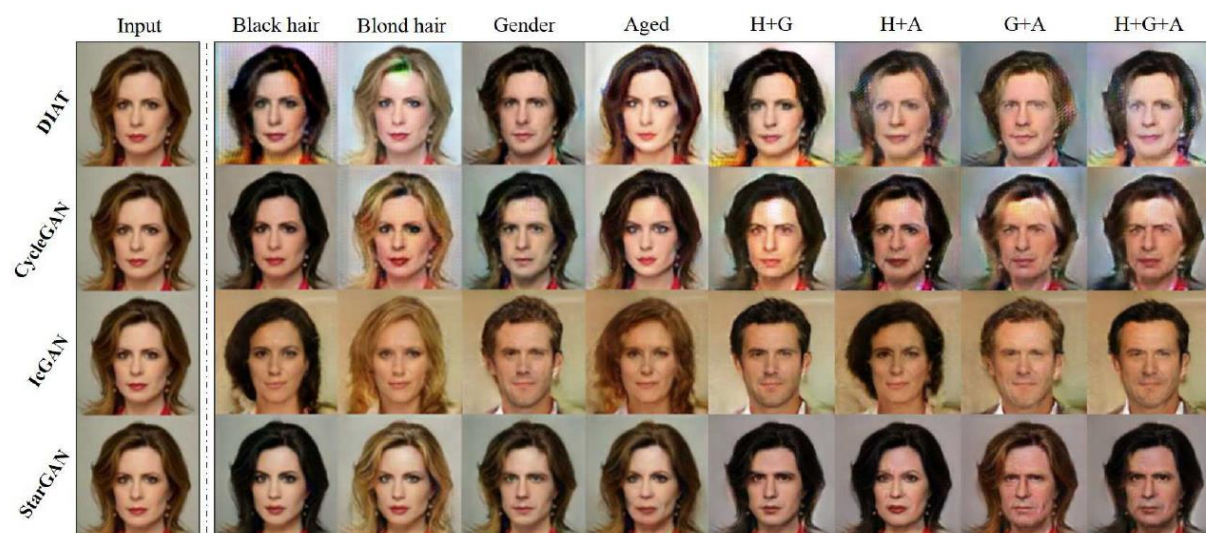 Input Black hair Blond hair Gender Aged H+G H+A G+A H+G+A
DIAT
CycleGAN
IcGAN
StarGAN